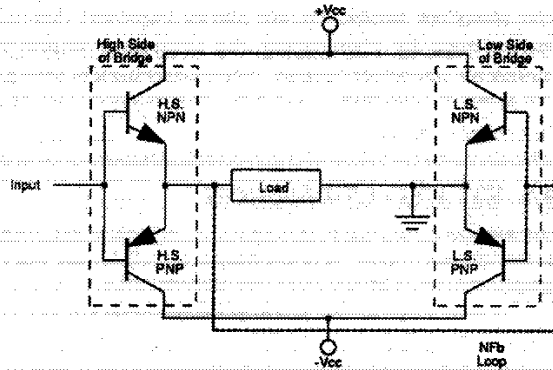 +Vcc
High Side
of Bridge
Low Side
of Bridge
H.S.
NPN
L.S.
NPN
Input
Load
H.S.
PNP
L.S.
PNP
-Vcc
NFb
Loop